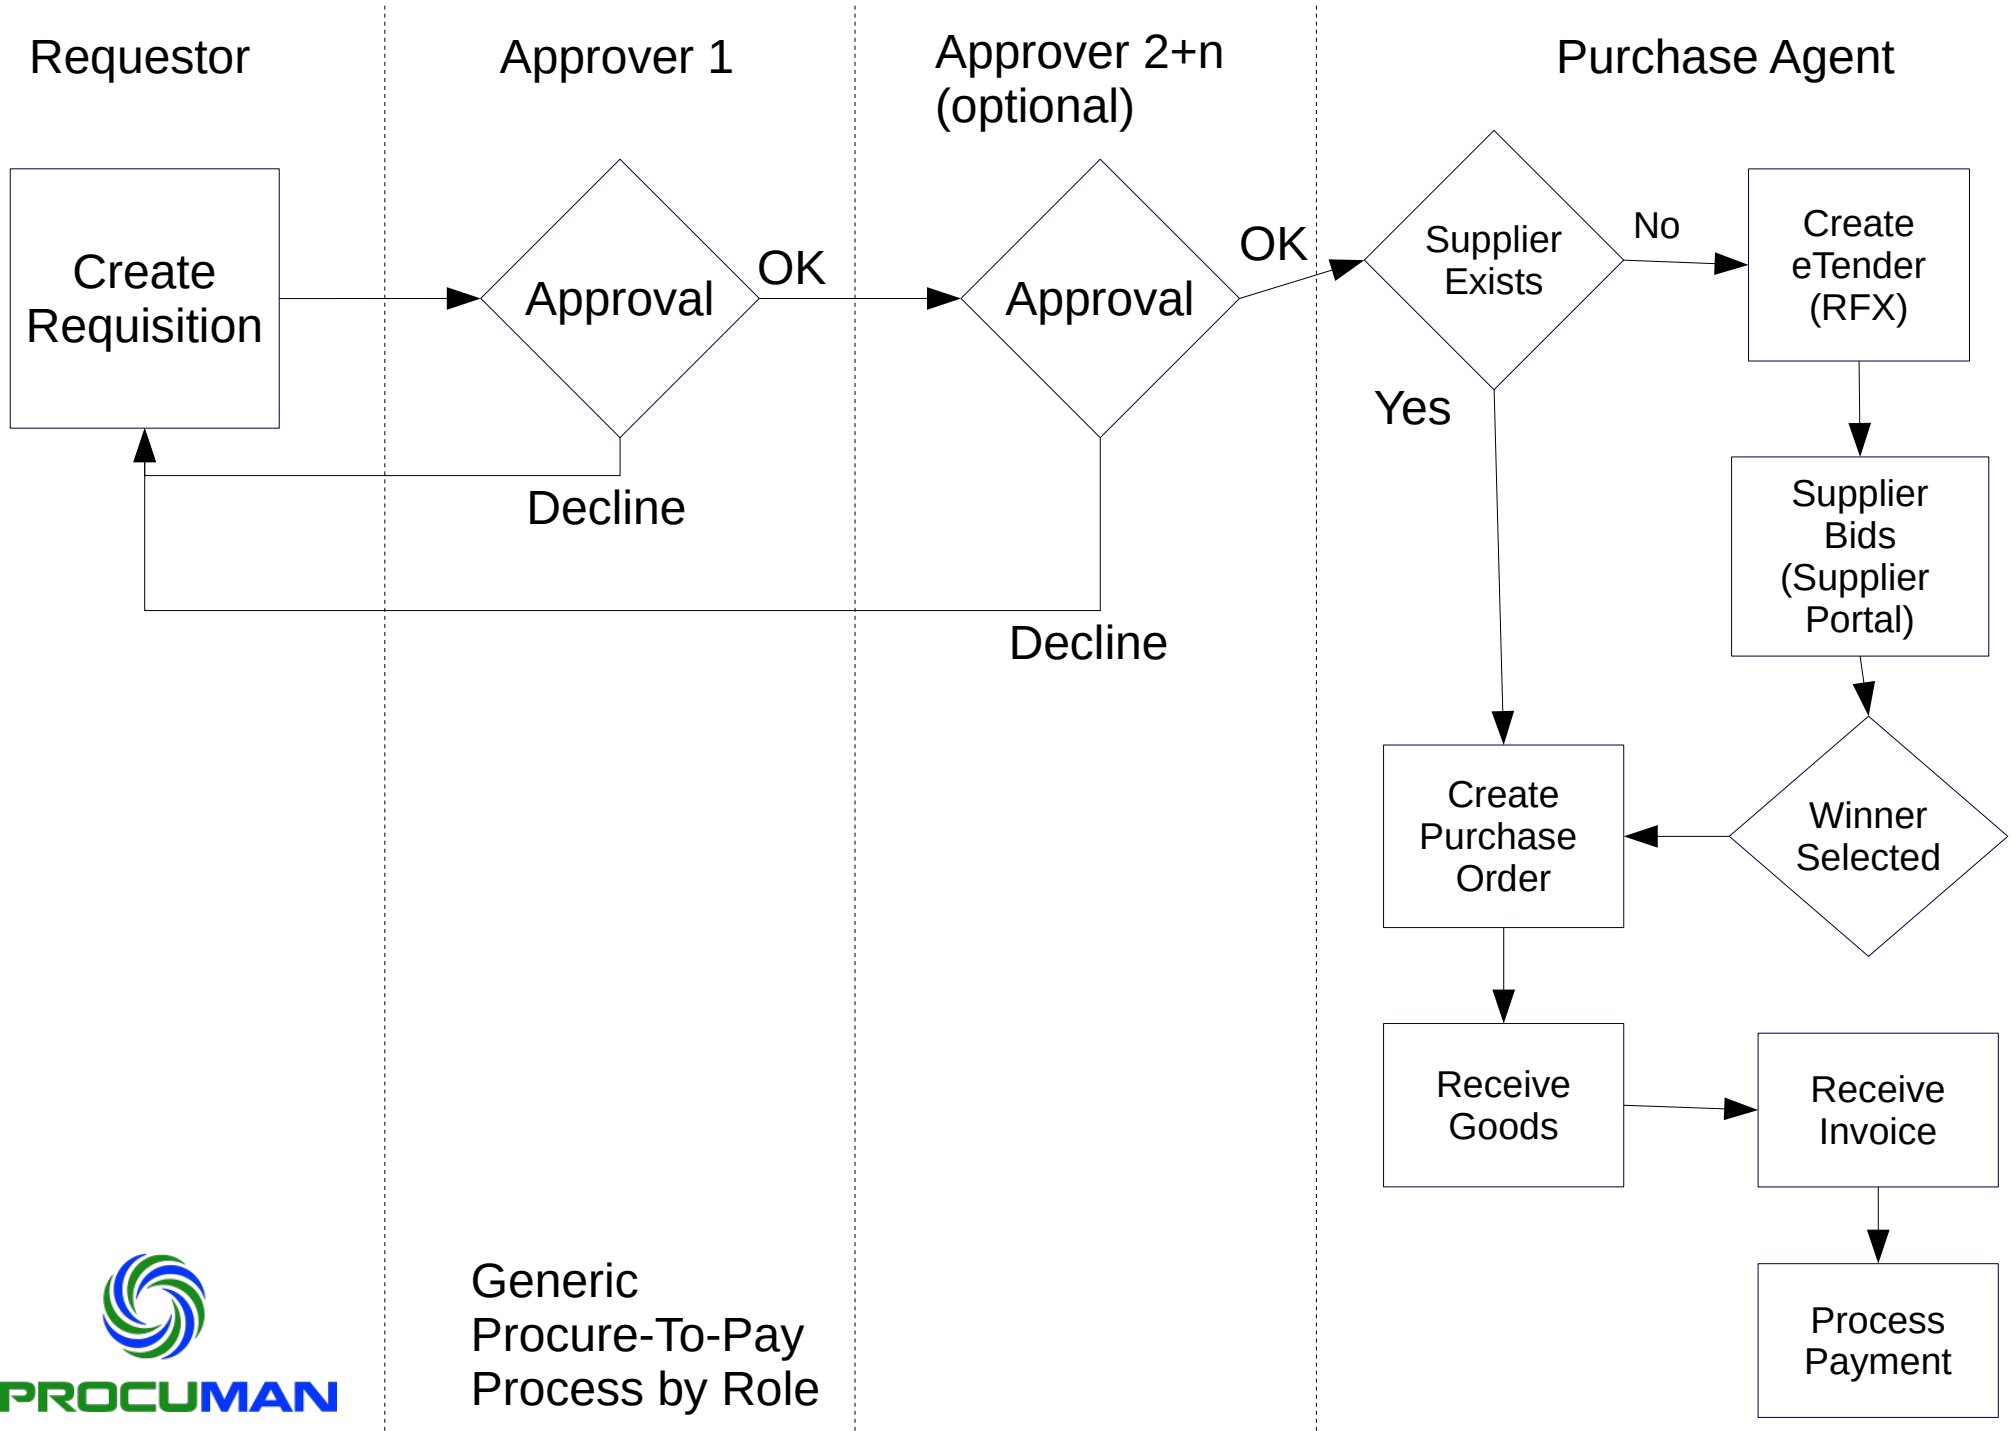 Requestor
Approver 1
Approver 2+n
(optional)
Purchase Agent
Create
Requisition
Approval
OK
Decline
Approval
OK
Decline
Supplier
Exists
No
Yes
Create
eTender
(RFX)
Supplier
Bids
(Supplier
Portal)
Winner
Selected
Create
Purchase
Order
Receive
Goods
Receive
Invoice
Process
Payment
Generic
Procure-To-Pay
Process by Role
PROCUMAN